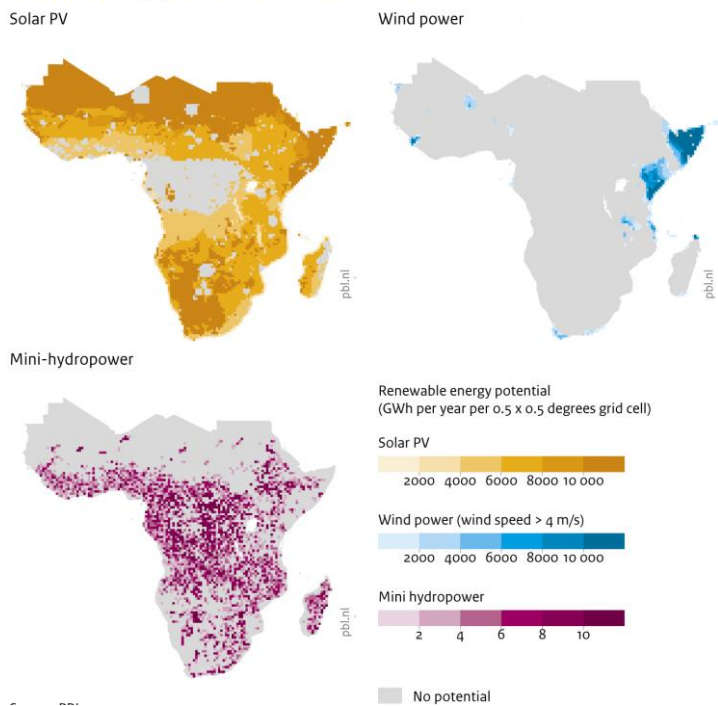 Solar PV
Wind power
pbl.nl
pbl.nl
Mini-hydropower
pbl.nl
Renewable energy potential
(GWh per year per 0.5 x 0.5 degrees grid cell)
Solar PV
2000 4000 6000 8000 10 000
Wind power (wind speed > 4 m/s)
2000 4000 6000 8000 10 000
Mini hydropower
2 4 6 8 10
No potential